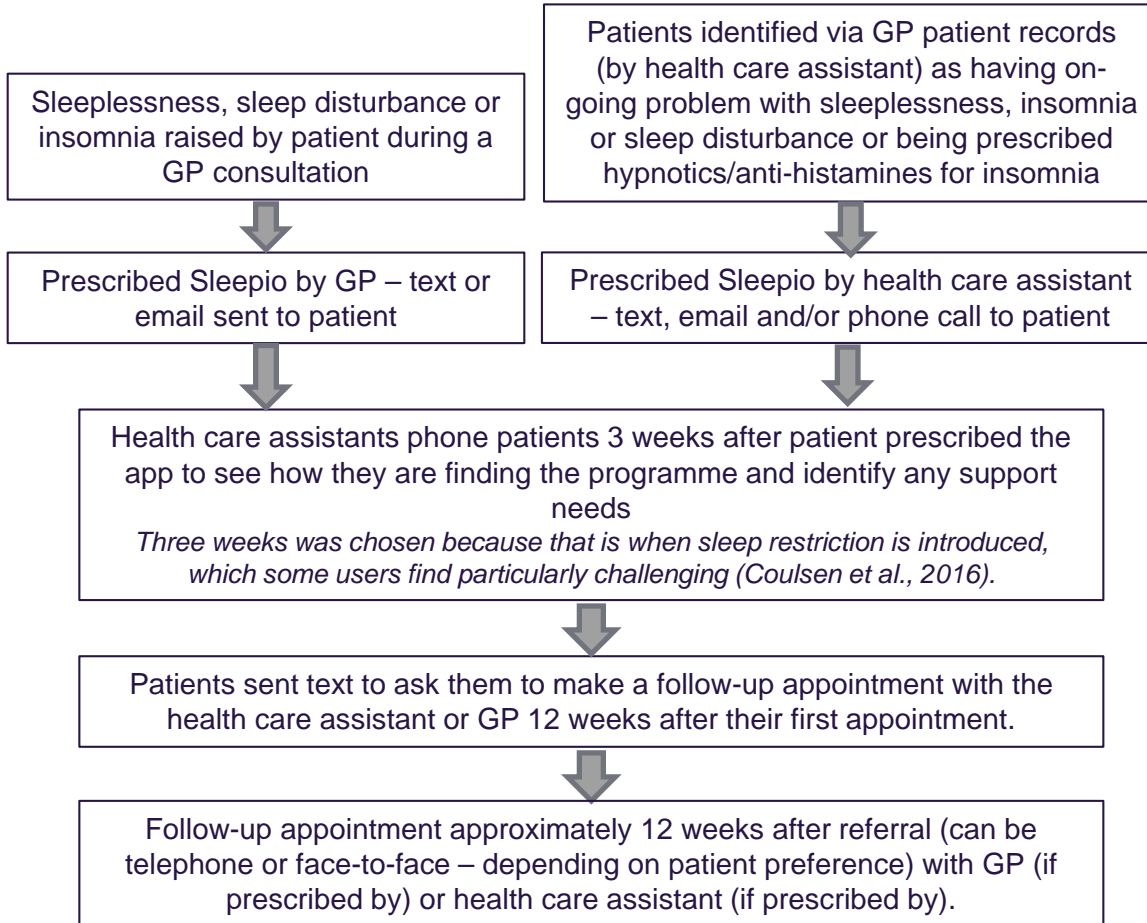 Sleeplessness, sleep disturbance or
insomnia raised by patient during a
GP consultation
Patients identified via GP patient records
(by health care assistant) as having on-
going problem with sleeplessness, insomnia
or sleep disturbance or being prescribed
hypnotics/anti-histamines for insomnia
Prescribed Sleepio by GP – text or
email sent to patient
Prescribed Sleepio by health care assistant
– text, email and/or phone call to patient
Health care assistants phone patients 3 weeks after patient prescribed the
app to see how they are finding the programme and identify any support
needs
Three weeks was chosen because that is when sleep restriction is introduced,
which some users find particularly challenging (Coulsen et al., 2016).
Patients sent text to ask them to make a follow-up appointment with the
health care assistant or GP 12 weeks after their first appointment.
Follow-up appointment approximately 12 weeks after referral (can be
telephone or face-to-face – depending on patient preference) with GP (if
prescribed by) or health care assistant (if prescribed by).